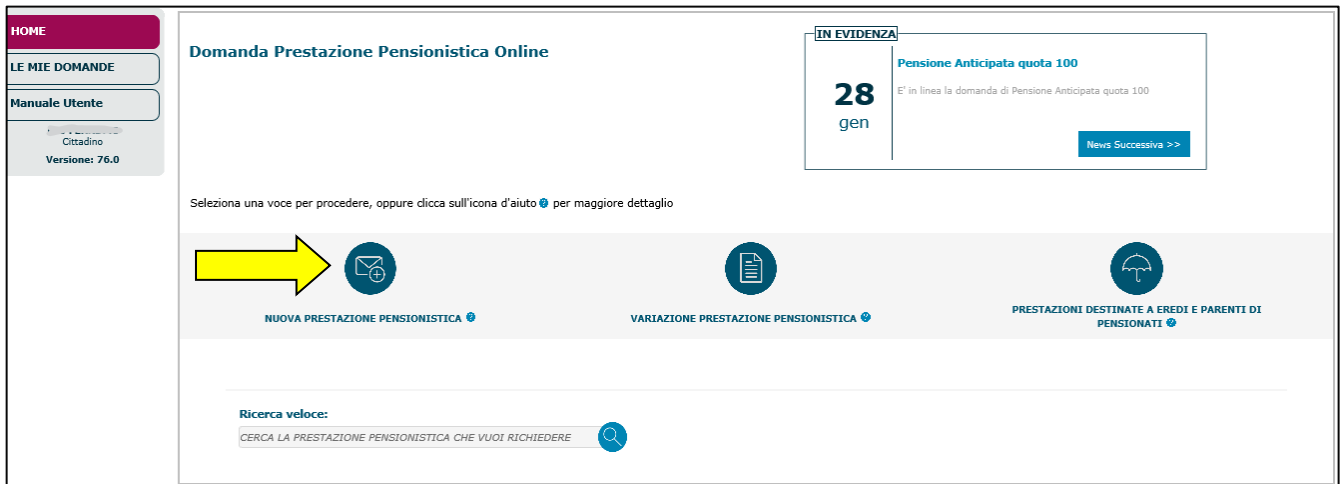 HOME
LE MIE DOMANDE
Manuale Utente
Cittadino
Versione: 76.0
Domanda Prestazione Pensionistica Online
IN EVIDENZA
28
gen
Pensione Anticipata quota 100
E' in linea la domanda di Pensione Anticipata quota 100
News Successiva >>
Seleziona una voce per procedere, oppure clicca sull'icona d'aiuto ? per maggiore dettaglio
NUOVA PRESTAZIONE PENSIONISTICA ?
VARIAZIONE PRESTAZIONE PENSIONISTICA ?
PRESTAZIONI DESTINATE A EREDI E PARENTI DI
PENSIONATI ?
Ricerca veloce:
CERCA LA PRESTAZIONE PENSIONISTICA CHE VUOI RICHIEDERE